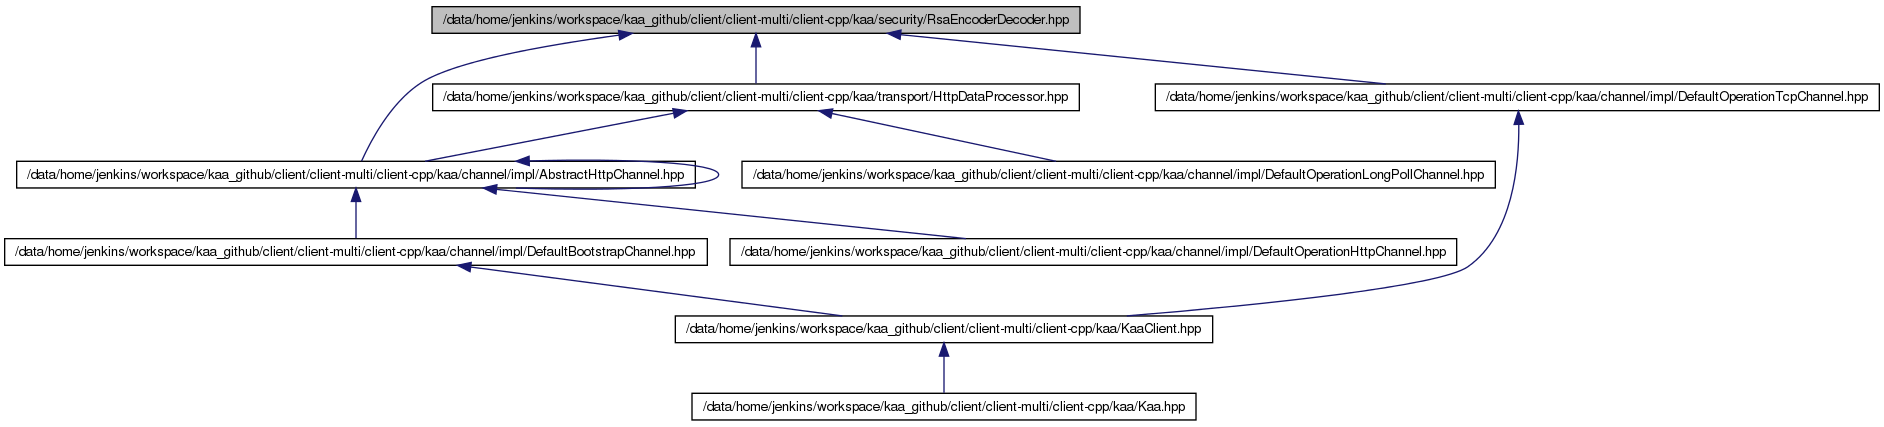 /data/home/jenkins/workspace/kaa_github/client/client-multi/client-cpp/kaa/security/RsaEncoderDecoder.hpp
/data/home/jenkins/workspace/kaa_github/client/client-multi/client-cpp/kaa/transport/HttpDataProcessor.hpp
/data/home/jenkins/workspace/kaa_github/client/client-multi/client-cpp/kaa/channel/impl/DefaultOperationTcpChannel.hpp
/data/home/jenkins/workspace/kaa_github/client/client-multi/client-cpp/kaa/channel/impl/AbstractHttpChannel.hpp
/data/home/jenkins/workspace/kaa_github/client/client-multi/client-cpp/kaa/channel/impl/DefaultOperationLongPollChannel.hpp
/data/home/jenkins/workspace/kaa_github/client/client-multi/client-cpp/kaa/channel/impl/DefaultBootstrapChannel.hpp
/data/home/jenkins/workspace/kaa_github/client/client-multi/client-cpp/kaa/channel/impl/DefaultOperationHttpChannel.hpp
/data/home/jenkins/workspace/kaa_github/client/client-multi/client-cpp/kaa/KaaClient.hpp
/data/home/jenkins/workspace/kaa_github/client/client-multi/client-cpp/kaa/Kaa.hpp